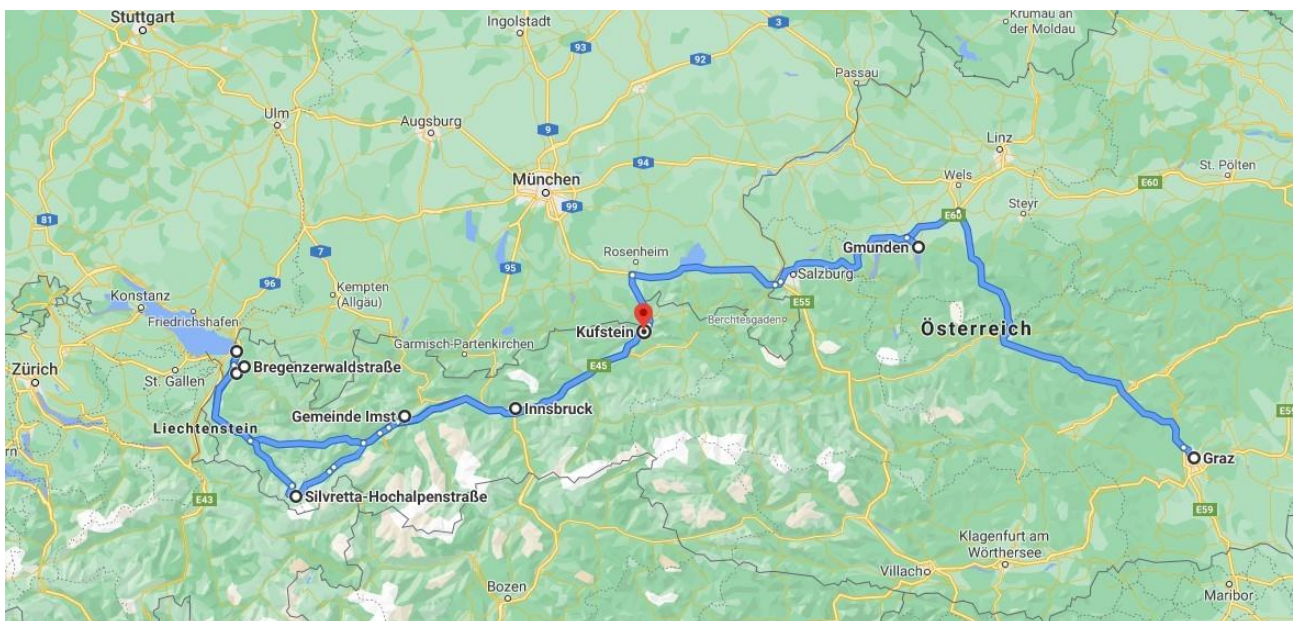 Stuttgart
Ingolstadt
Krumau an
der Moldau
3
93
92
Passau
Ulm
Augsburg
9
Linz
94
St. Pölten
München
Wels
E60
99
81
Steyr
E60
7
95
Rosenheim
Gmunden
Salzburg
96
Kempten
(Allgäu)
Konstanz
E55
Friedrichshafen
Berchtesgaden
Kufstein
Österreich
Garmisch-Partenkirchen
Zürich
St. Gallen
Bregenzerwaldstraße
E45
Gemeinde Imst
Innsbruck
Liechtenstein
E59
Graz
Silvretta-Hochalpenstraße
E43
E59
Klagenfurt am
Wörthersee
Villach
Bozen
Maribor